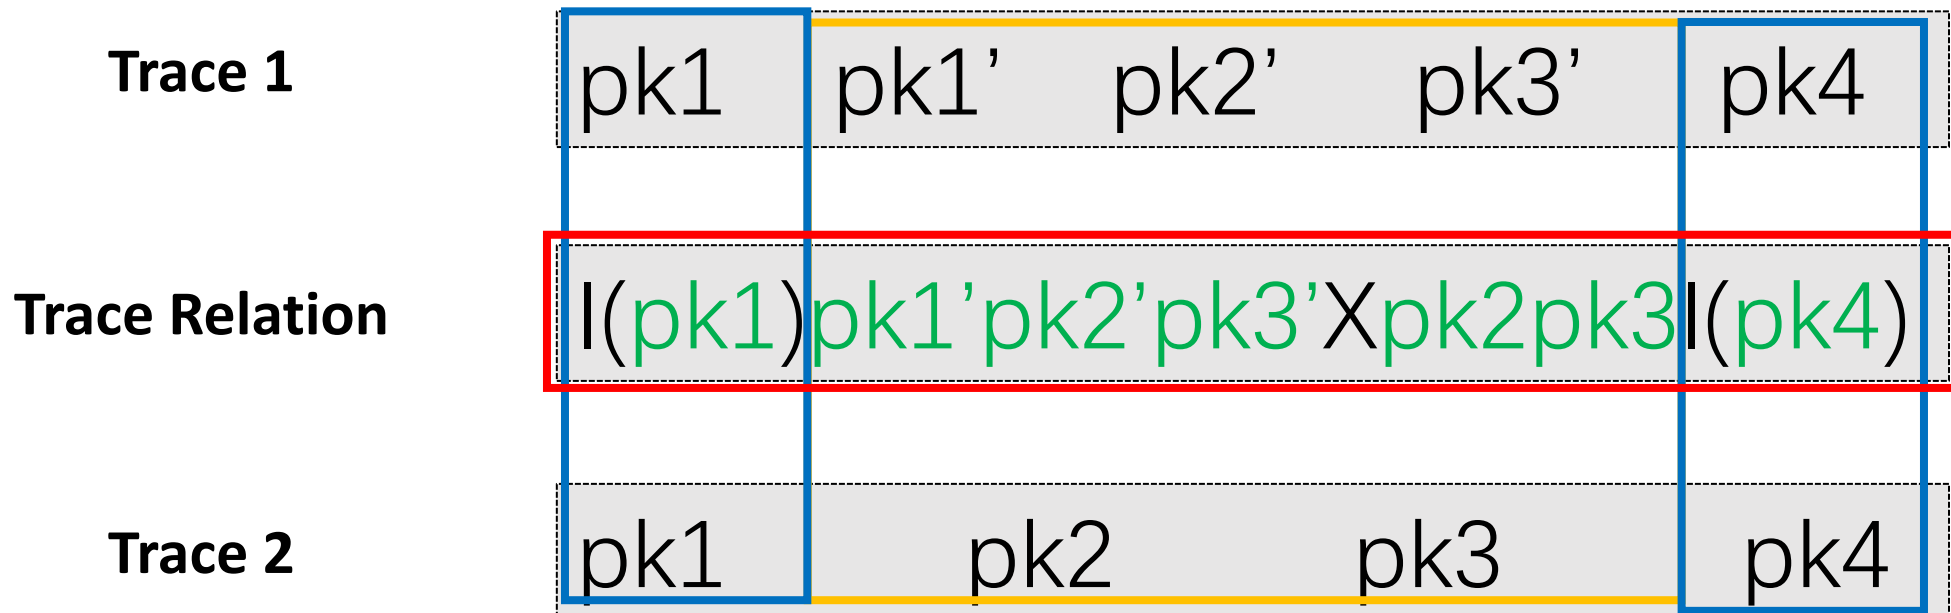 Trace 1 pk1 pk1’ pk2’ pk3’ pk4
Trace Relation I(pk1)pk1’pk2’pk3’Xpk2pk3I(pk4)
Trace 2 pk1 pk2 pk3 pk4